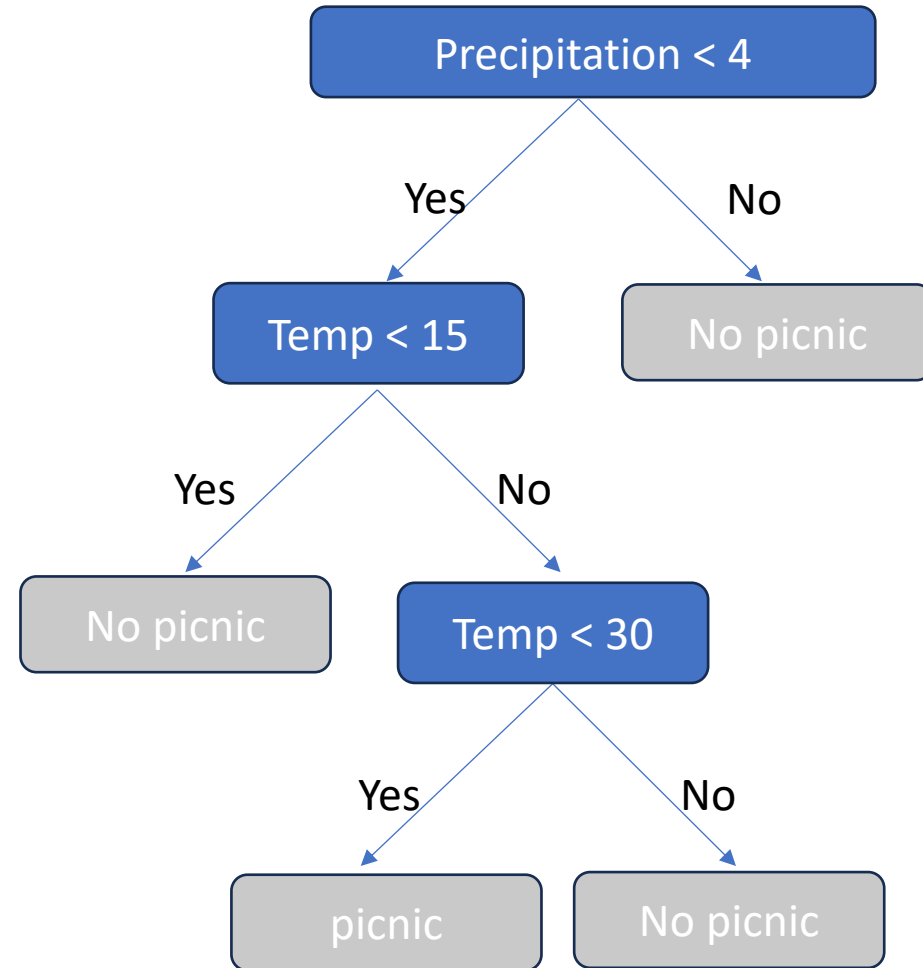 Precipitation < 4
Yes
No
Temp < 15
No picnic
Yes
No
No picnic
Temp < 30
Yes
No
picnic
No picnic